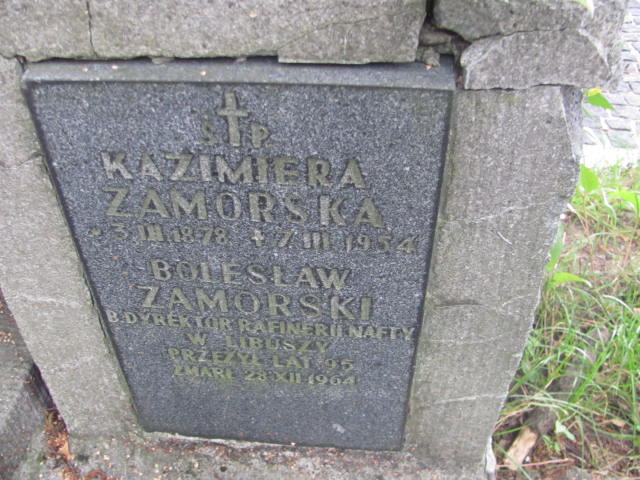 Ś.P.
KAZIMIERA
ZAMORSKA
* 3.III.1878 + 7.III.1954
BOLESŁAW
ZAMORSKI
B.DYREKTOR RAFINERII NAFTY
W LIBUSZY
PRZEŻYŁ LAT 95
ZMARŁ 28.XII.1964